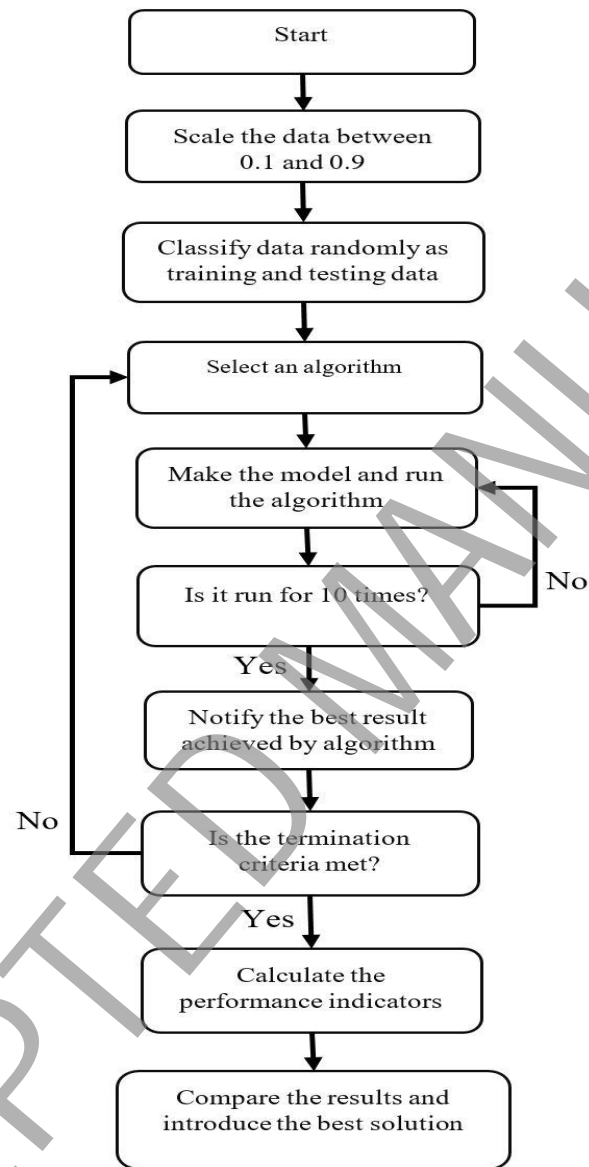 Start
Scale the data between
0.1 and 0.9
Classify data randomly as
training and testing data
Select an algorithm
Make the model and run
the algorithm
Is it run for 10 times?
No
Yes
Notify the best result
achieved by algorithm
Is the termination
criteria met?
No
Yes
Calculate the
performance indicators
Compare the results and
introduce the best solution
PTED MANU